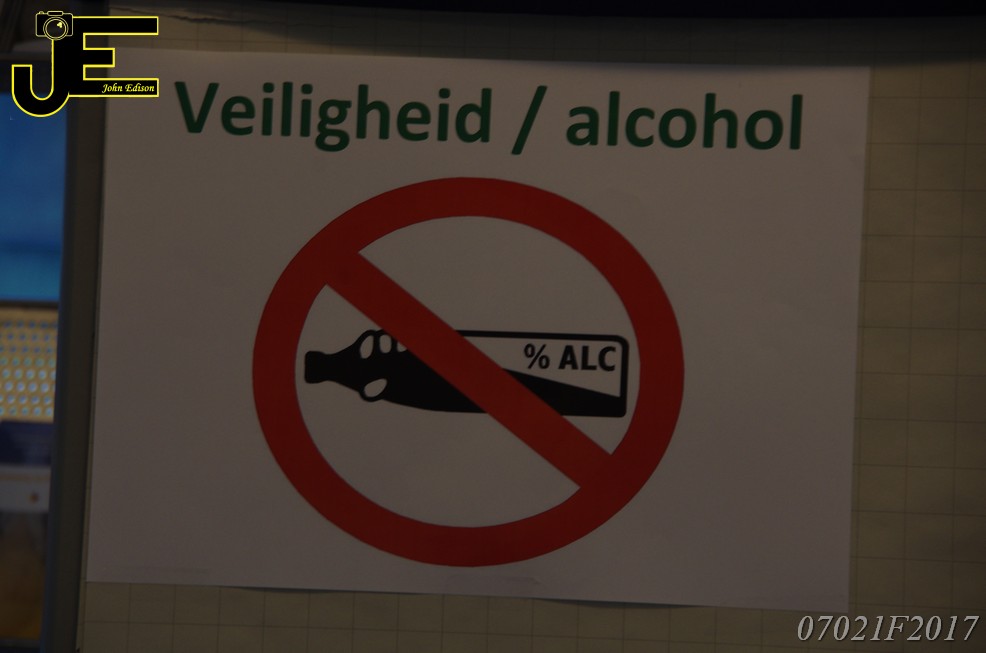 JE
John Edison
Veiligheid / alcohol
% ALC
07021F2017